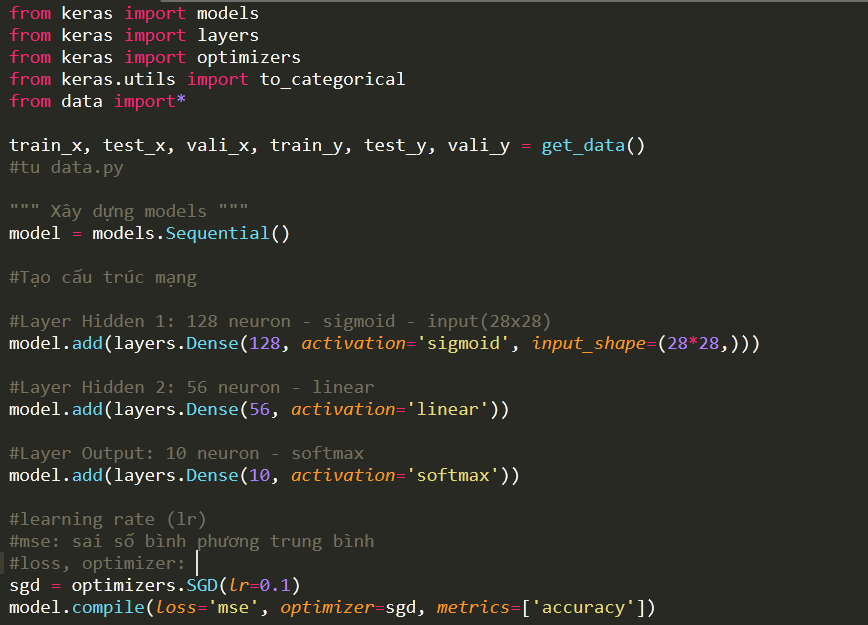 from keras import models
from keras import layers
from keras import optimizers
from keras.utils import to_categorical
from data import*
train_x, test_x, vali_x, train_y, test_y, vali_y = get_data()
#tu data.py
""" Xây dựng models """
model = models.Sequential()
#Tạo cấu trúc mạng
#Layer Hidden 1: 128 neuron - sigmoid - input(28x28)
model.add(layers.Dense(128, activation='sigmoid', input_shape=(28*28,)))
#Layer Hidden 2: 56 neuron - linear
model.add(layers.Dense(56, activation='linear'))
#Layer Output: 10 neuron - softmax
model.add(layers.Dense(10, activation='softmax'))
#learning rate (lr)
#mse: sai số bình phương trung bình
#loss, optimizer:
sgd = optimizers.SGD(lr=0.1)
model.compile(loss='mse', optimizer=sgd, metrics=['accuracy'])